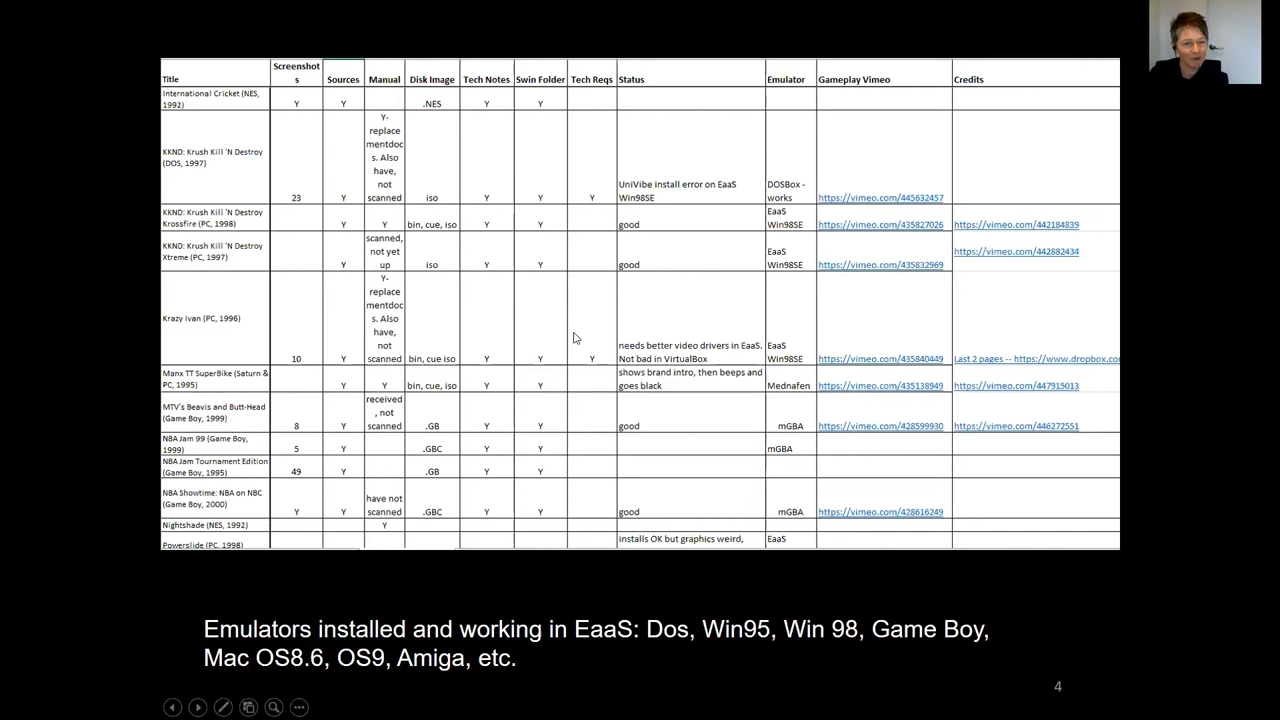 Title Screenshot s Sources Manual Disk Image Tech Notes Swin Folder Tech Reqs Status Emulator Gameplay Vimeo Credits
International Cricket (NES, 1992) Y Y .NES Y Y
KKND: Krush Kill 'N Destroy (DOS, 1997) 23 Y Y- replace mentdoc s. Also have, not scanned iso Y Y Y UniVibe install error on EaaS Win98SE DOSBox - works https://vimeo.com/445632457
KKND: Krush Kill 'N Destroy Krossfire (PC, 1998) Y Y bin, cue, iso Y Y good EaaS Win98SE https://vimeo.com/435827026 https://vimeo.com/442184839
KKND: Krush Kill 'N Destroy Xtreme (PC, 1997) Y scanned, not yet up iso Y Y good EaaS Win98SE https://vimeo.com/435832969 https://vimeo.com/442882434
Krazy Ivan (PC, 1996) 10 Y Y- replace mentdoc s. Also have, not scanned bin, cue iso Y Y Y needs better video drivers in EaaS. Not bad in VirtualBox EaaS Win98SE https://vimeo.com/435840449 Last 2 pages -- https://www.dropbox.co
Manx TT SuperBike (Saturn & PC, 1995) Y Y bin, cue, iso Y Y shows brand intro, then beeps and goes black Mednafen https://vimeo.com/435138949 https://vimeo.com/447915013
MTV's Beavis and Butt-Head (Game Boy, 1999) 8 Y received , not scanned .GB Y Y good mGBA https://vimeo.com/428599930 https://vimeo.com/446272551
NBA Jam 99 (Game Boy, 1999) 5 Y .GBC Y Y mGBA
NBA Jam Tournament Edition (Game Boy, 1995) 49 Y .GB Y Y
NBA Showtime: NBA on NBC (Game Boy, 2000) Y Y have not scanned .GBC Y Y good mGBA https://vimeo.com/428616249
Nightshade (NES, 1992) Y
Powerslide (PC, 1998) installs OK but graphics weird, EaaS
Emulators installed and working in EaaS: Dos, Win95, Win 98, Game Boy,
Mac OS8.6, OS9, Amiga, etc.
4